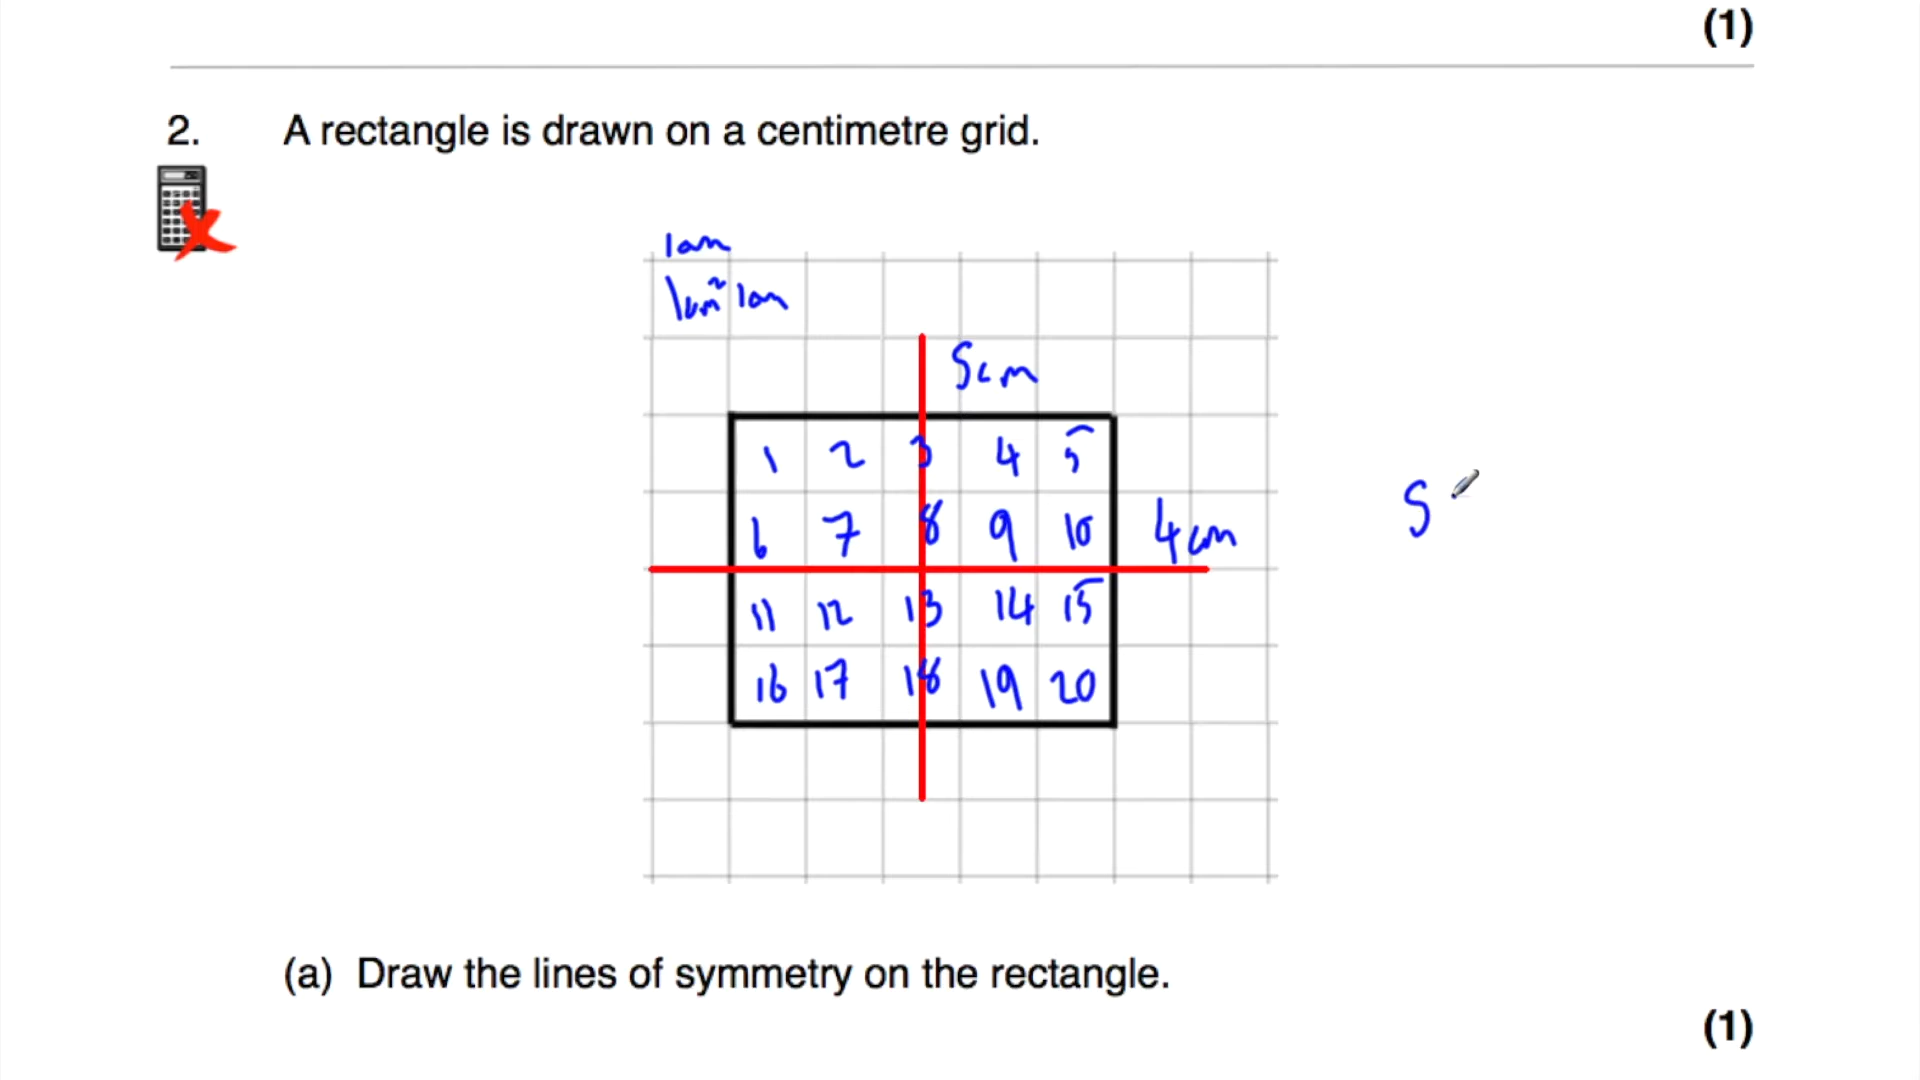 (1)
2. A rectangle is drawn on a centimetre grid.
1cm
1cm² 1cm
5cm
1 2 3 4 5
6 7 8 9 10 4cm
5
11 12 13 14 15
16 17 18 19 20
(a) Draw the lines of symmetry on the rectangle.
(1)